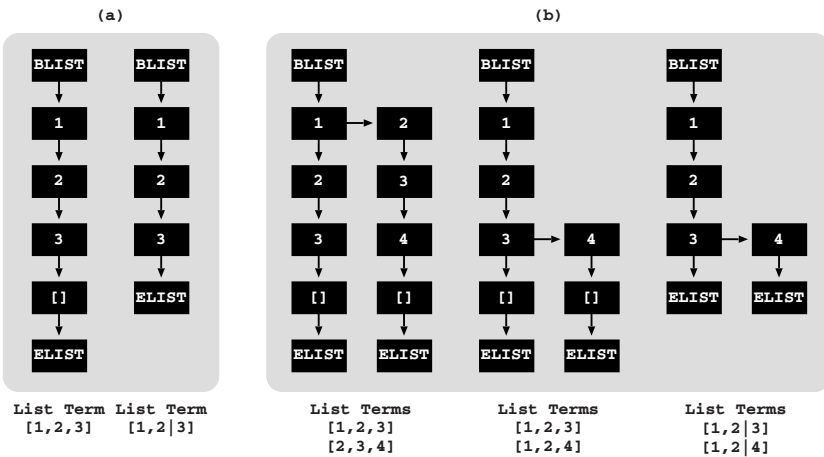 (a) (b)
BLIST BLIST BLIST BLIST BLIST
1 1 1 2 1 1
2 2 2 3 2 2
3 3 3 4 3 4 3 4
[] ELIST [] [] [] [] ELIST ELIST
ELIST ELIST ELIST ELIST ELIST
List Term List Term List Terms List Terms List Terms
[1,2,3] [1,2|3] [1,2,3] [1,2,3] [1,2|3]
[2,3,4] [1,2,4] [1,2|4]